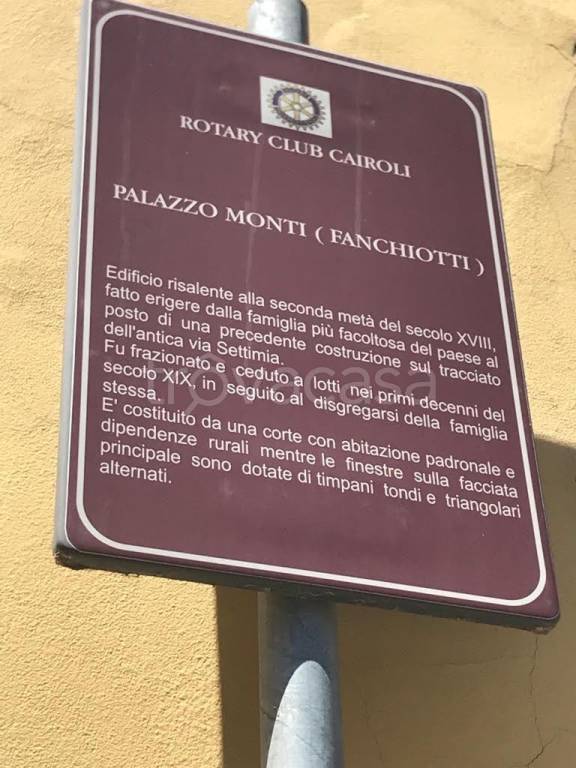 ROTARY CLUB CAIROLI
PALAZZO MONTI ( FANCHIOTTI )
Edificio risalente alla seconda metà del secolo XVIII,
fatto erigere dalla famiglia più facoltosa del paese al
posto di una precedente costruzione sul tracciato
dell'antica via Settimia.
Fu frazionato e ceduto a lotti nei primi decenni del
secolo XIX, in seguito al disgregarsi della famiglia
stessa.
E' costituito da una corte con abitazione padronale e
dipendenze rurali mentre le finestre sulla facciata
principale sono dotate di timpani tondi e triangolari
alternati.
trovacasa